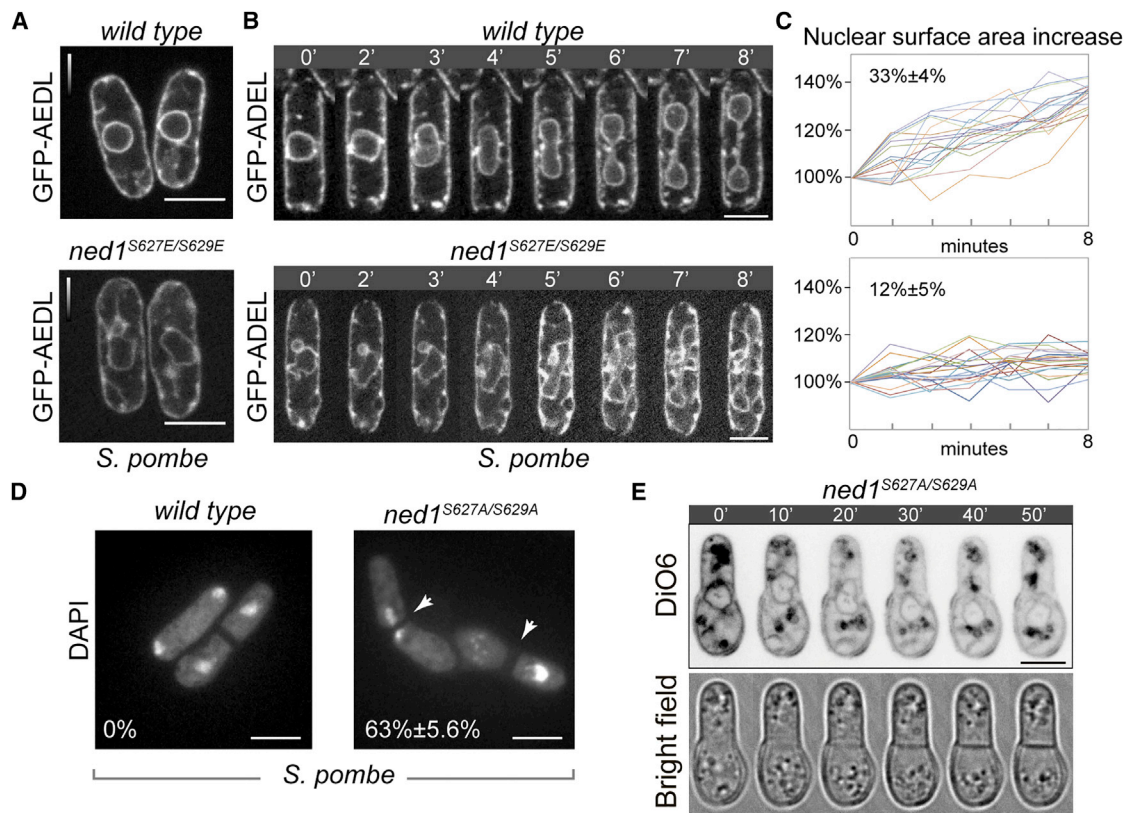 A
wild type
GFP-AEDL
ned1S627E/S629E
GFP-AEDL
S. pombe
B
wild type
0' 2' 3' 4' 5' 6' 7' 8'
GFP-ADEL
ned1S627E/S629E
0' 2' 3' 4' 5' 6' 7' 8'
GFP-ADEL
S. pombe
C
Nuclear surface area increase
140%
120%
100%
33%±4%
0 minutes 8
140%
120%
100%
12%±5%
0 minutes 8
D
wild type
ned1S627A/S629A
DAPI
0%
63%±5.6%
S. pombe
E
ned1S627A/S629A
0' 10' 20' 30' 40' 50'
DiO6
Bright field